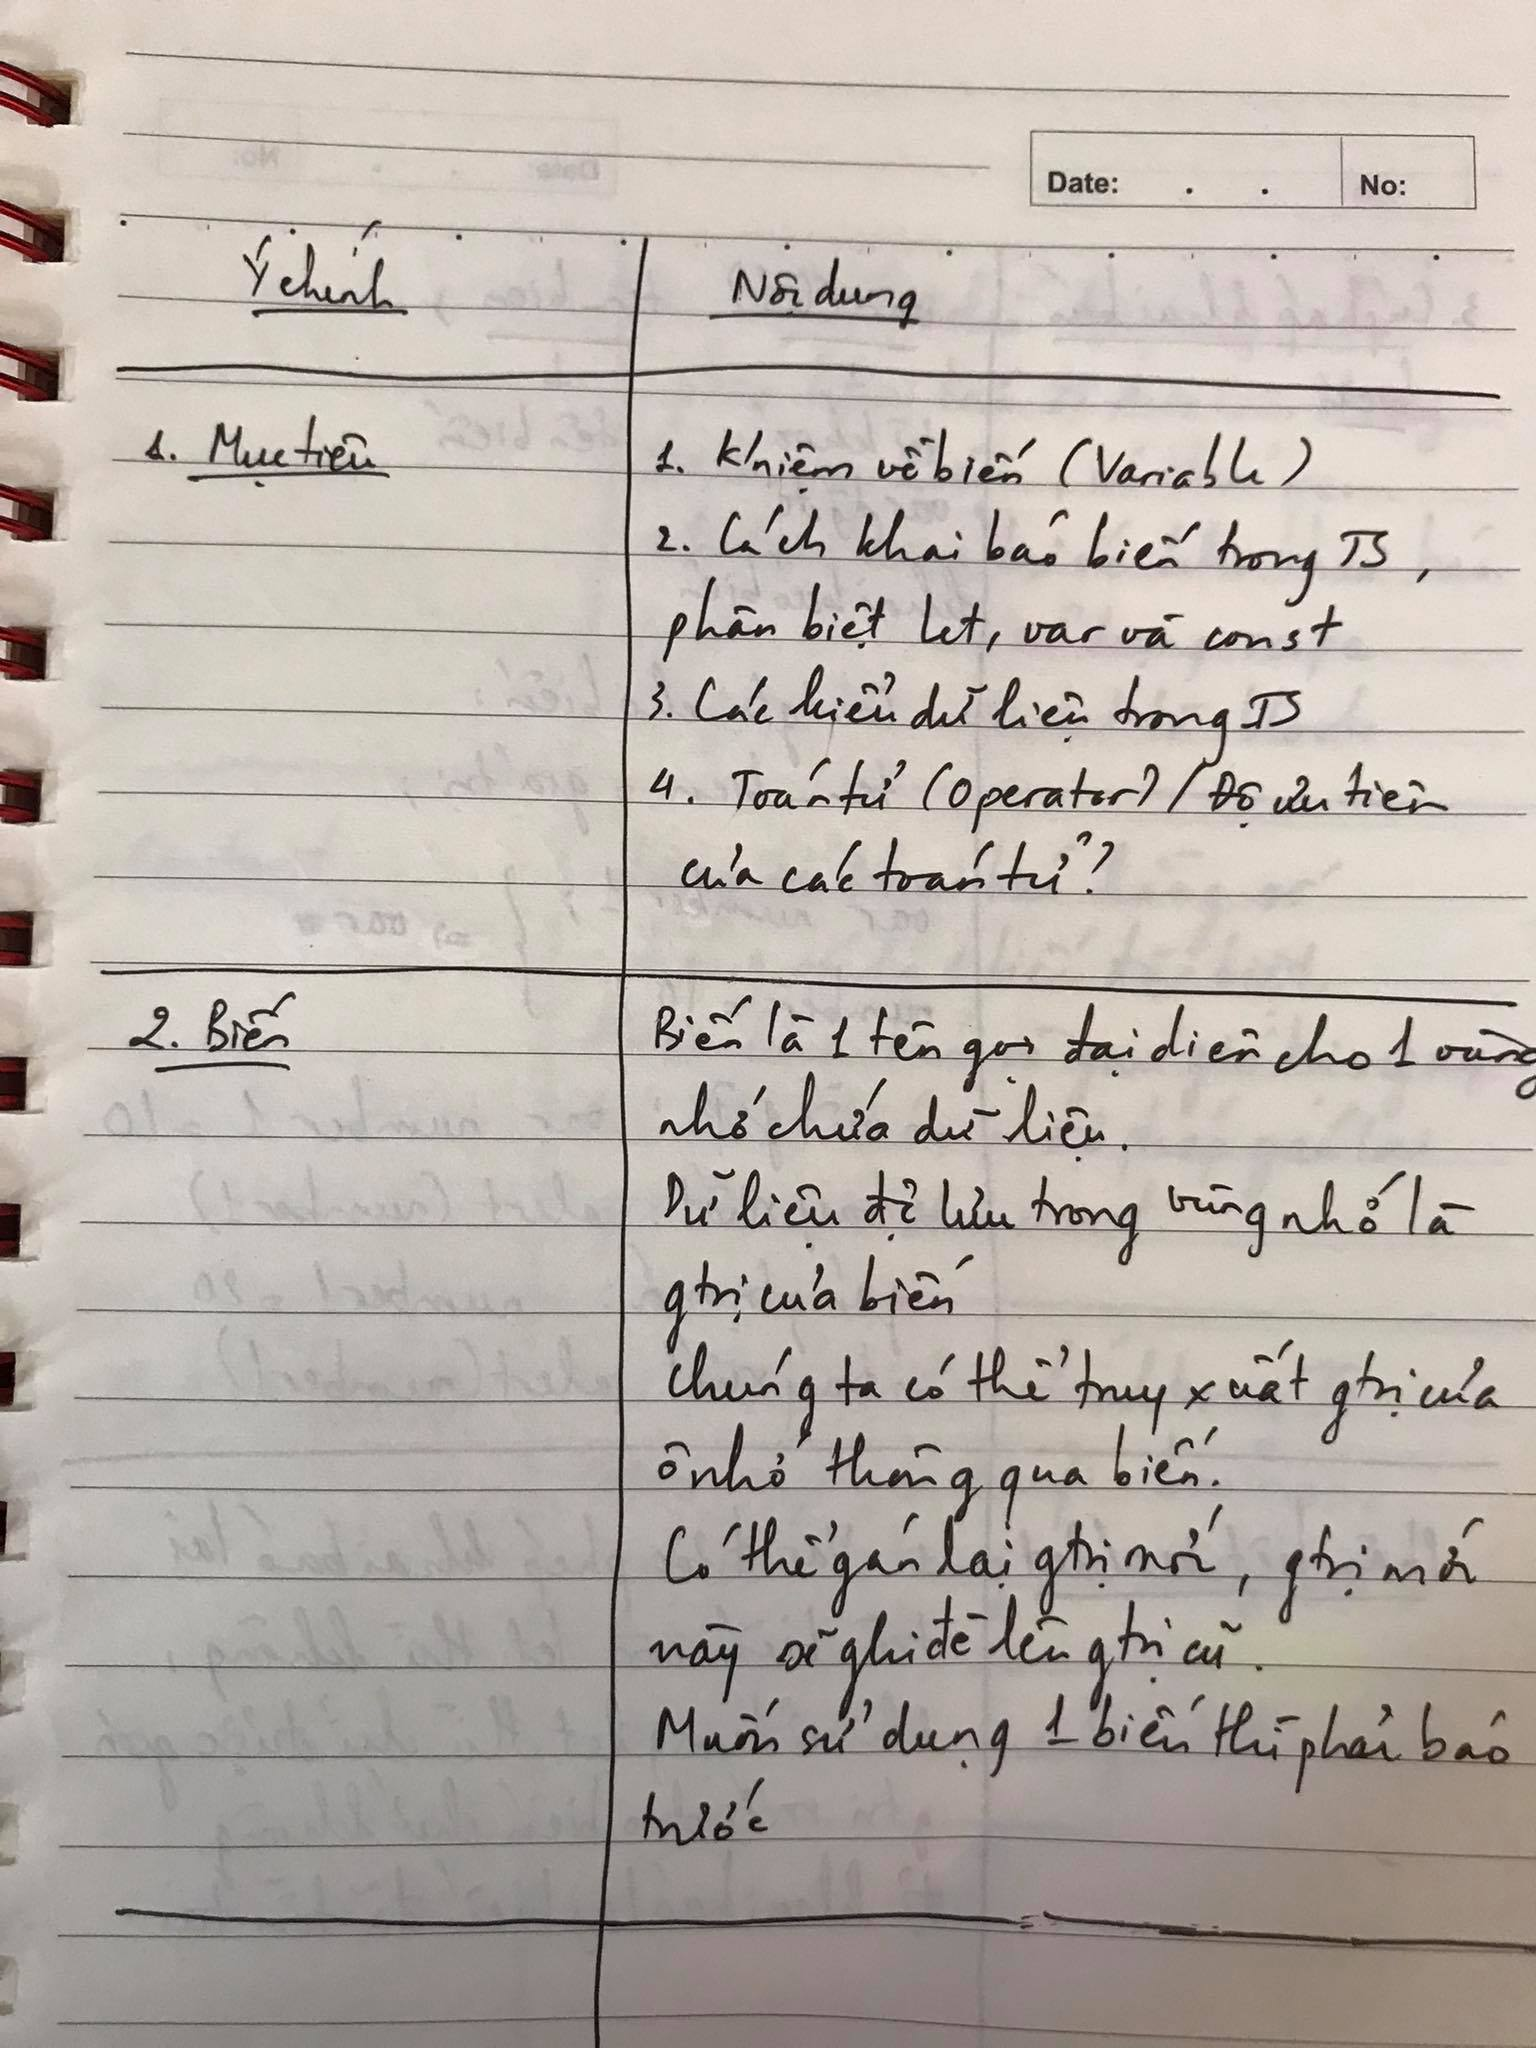 Date: . . No:
Ý chính Nội dung
1. Mục tiêu 1. K/niệm về biến (Variable)
2. Cách khai báo biến trong TS,
phân biệt let, var và const
3. Các kiểu dữ liệu trong TS
4. Toán tử (Operator) / Độ ưu tiên
của các toán tử?
2. Biến Biến là 1 tên gọi đại diện cho 1 vùng
nhớ chứa dữ liệu.
Dữ liệu đc lưu trong vùng nhớ là
gtrị của biến
Chúng ta có thể truy xuất gtrị của
ô nhớ thông qua biến.
Có thể gán lại gtrị mới, gtrị mới
này sẽ ghi đè lên gtrị cũ.
Muốn sử dụng 1 biến thì phải báo
trước